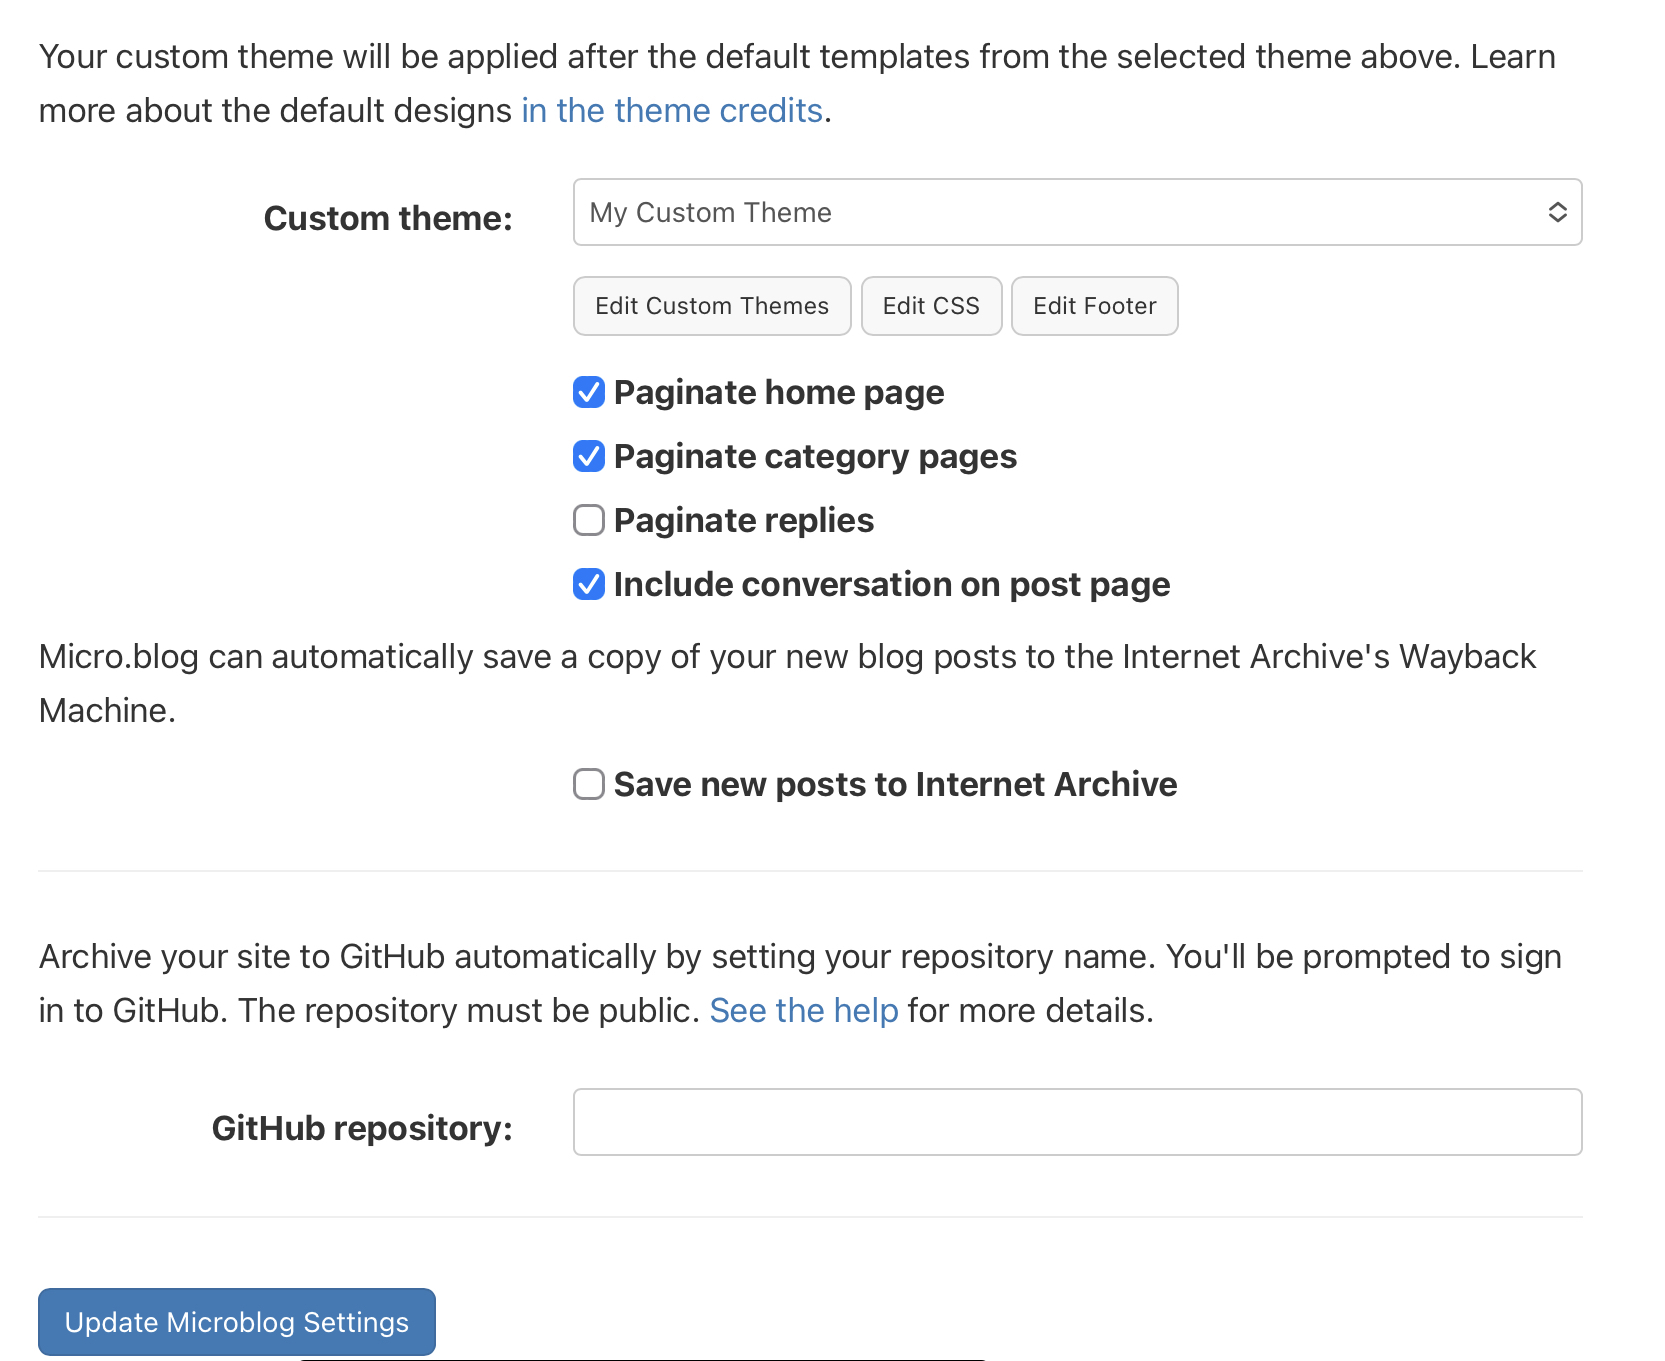 Your custom theme will be applied after the default templates from the selected theme above. Learn
more about the default designs in the theme credits.
Custom theme:
My Custom Theme
Edit Custom Themes
Edit CSS
Edit Footer
Paginate home page
Paginate category pages
Paginate replies
Include conversation on post page
Micro.blog can automatically save a copy of your new blog posts to the Internet Archive's Wayback
Machine.
Save new posts to Internet Archive
Archive your site to GitHub automatically by setting your repository name. You'll be prompted to sign
in to GitHub. The repository must be public. See the help for more details.
GitHub repository:
Update Microblog Settings